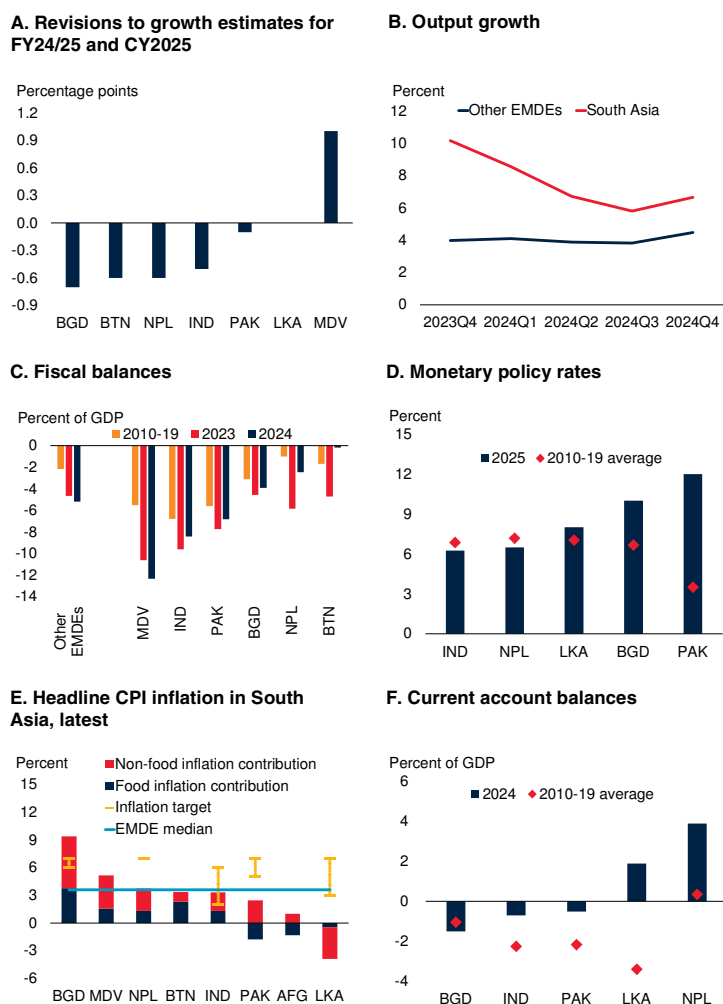 A. Revisions to growth estimates for
FY24/25 and CY2025
Percentage points
1.2
0.9
0.6
0.3
0.0
-0.3
-0.6
-0.9
BGD BTN NPL IND PAK LKA MDV
B. Output growth
Percent
Other EMDEs South Asia
12
10
8
6
4
2
0
2023Q4 2024Q1 2024Q2 2024Q3 2024Q4
C. Fiscal balances
Percent of GDP
2010-19 2023 2024
0
-2
-4
-6
-8
-10
-12
-14
Other
EMDEs
MDV
IND
PAK
BGD
NPL
BTN
D. Monetary policy rates
Percent
15
2025 2010-19 average
12
9
6
3
0
IND NPL LKA BGD PAK
E. Headline CPI inflation in South
Asia, latest
Percent
Non-food inflation contribution
Food inflation contribution
Inflation target
EMDE median
15
12
9
6
3
0
-3
-6
BGD MDV NPL BTN IND PAK AFG LKA
F. Current account balances
Percent of GDP
6
2024 2010-19 average
4
2
0
-2
-4
BGD IND PAK LKA NPL